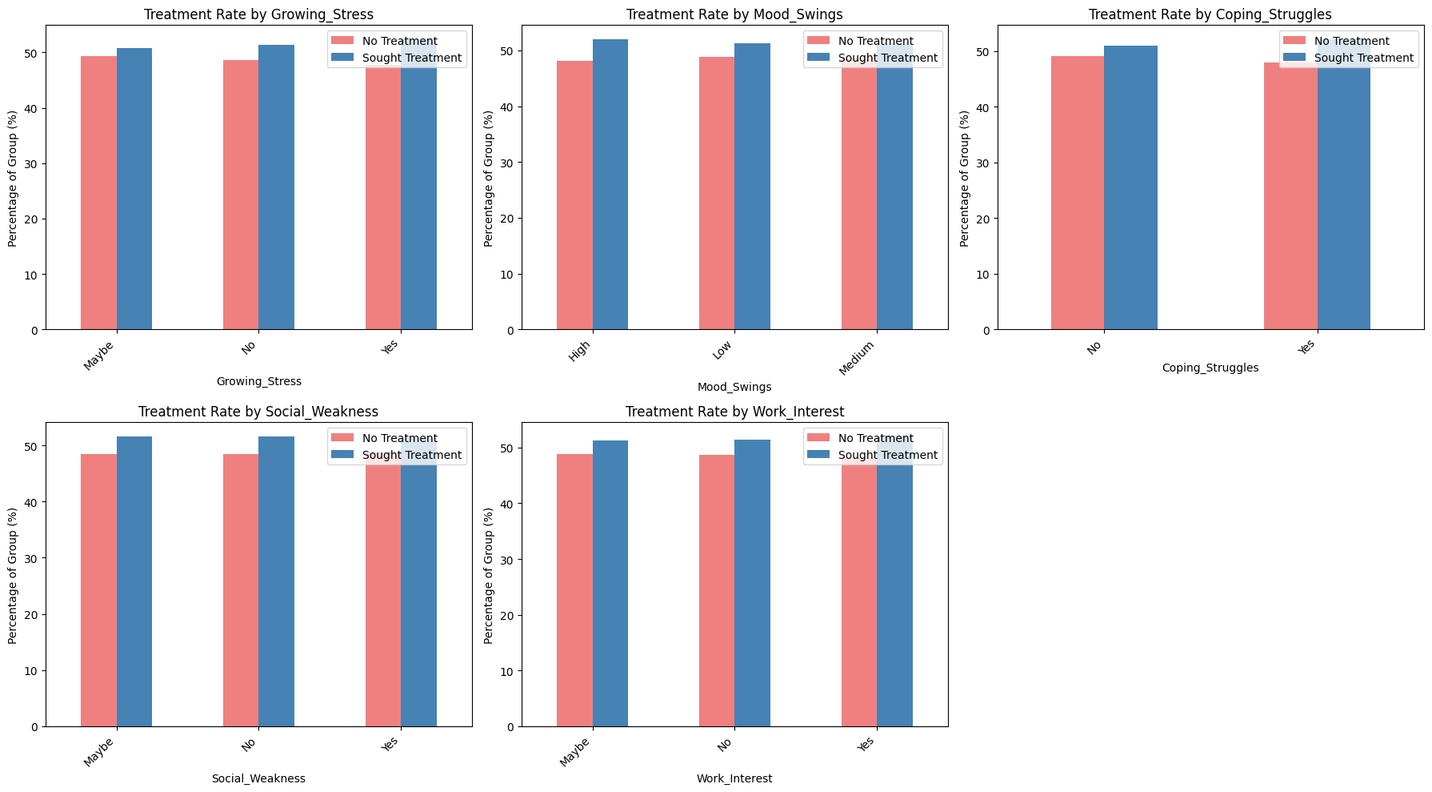 Treatment Rate by Growing_Stress
No Treatment
Sought Treatment
Percentage of Group (%)
50
40
30
20
10
0
Maybe
No
Yes
Growing_Stress
Treatment Rate by Mood_Swings
No Treatment
Sought Treatment
Percentage of Group (%)
50
40
30
20
10
0
High
Low
Medium
Mood_Swings
Treatment Rate by Coping_Struggles
No Treatment
Sought Treatment
Percentage of Group (%)
50
40
30
20
10
0
No
Yes
Coping_Struggles
Treatment Rate by Social_Weakness
No Treatment
Sought Treatment
Percentage of Group (%)
50
40
30
20
10
0
Maybe
No
Yes
Social_Weakness
Treatment Rate by Work_Interest
No Treatment
Sought Treatment
Percentage of Group (%)
50
40
30
20
10
0
Maybe
No
Yes
Work_Interest